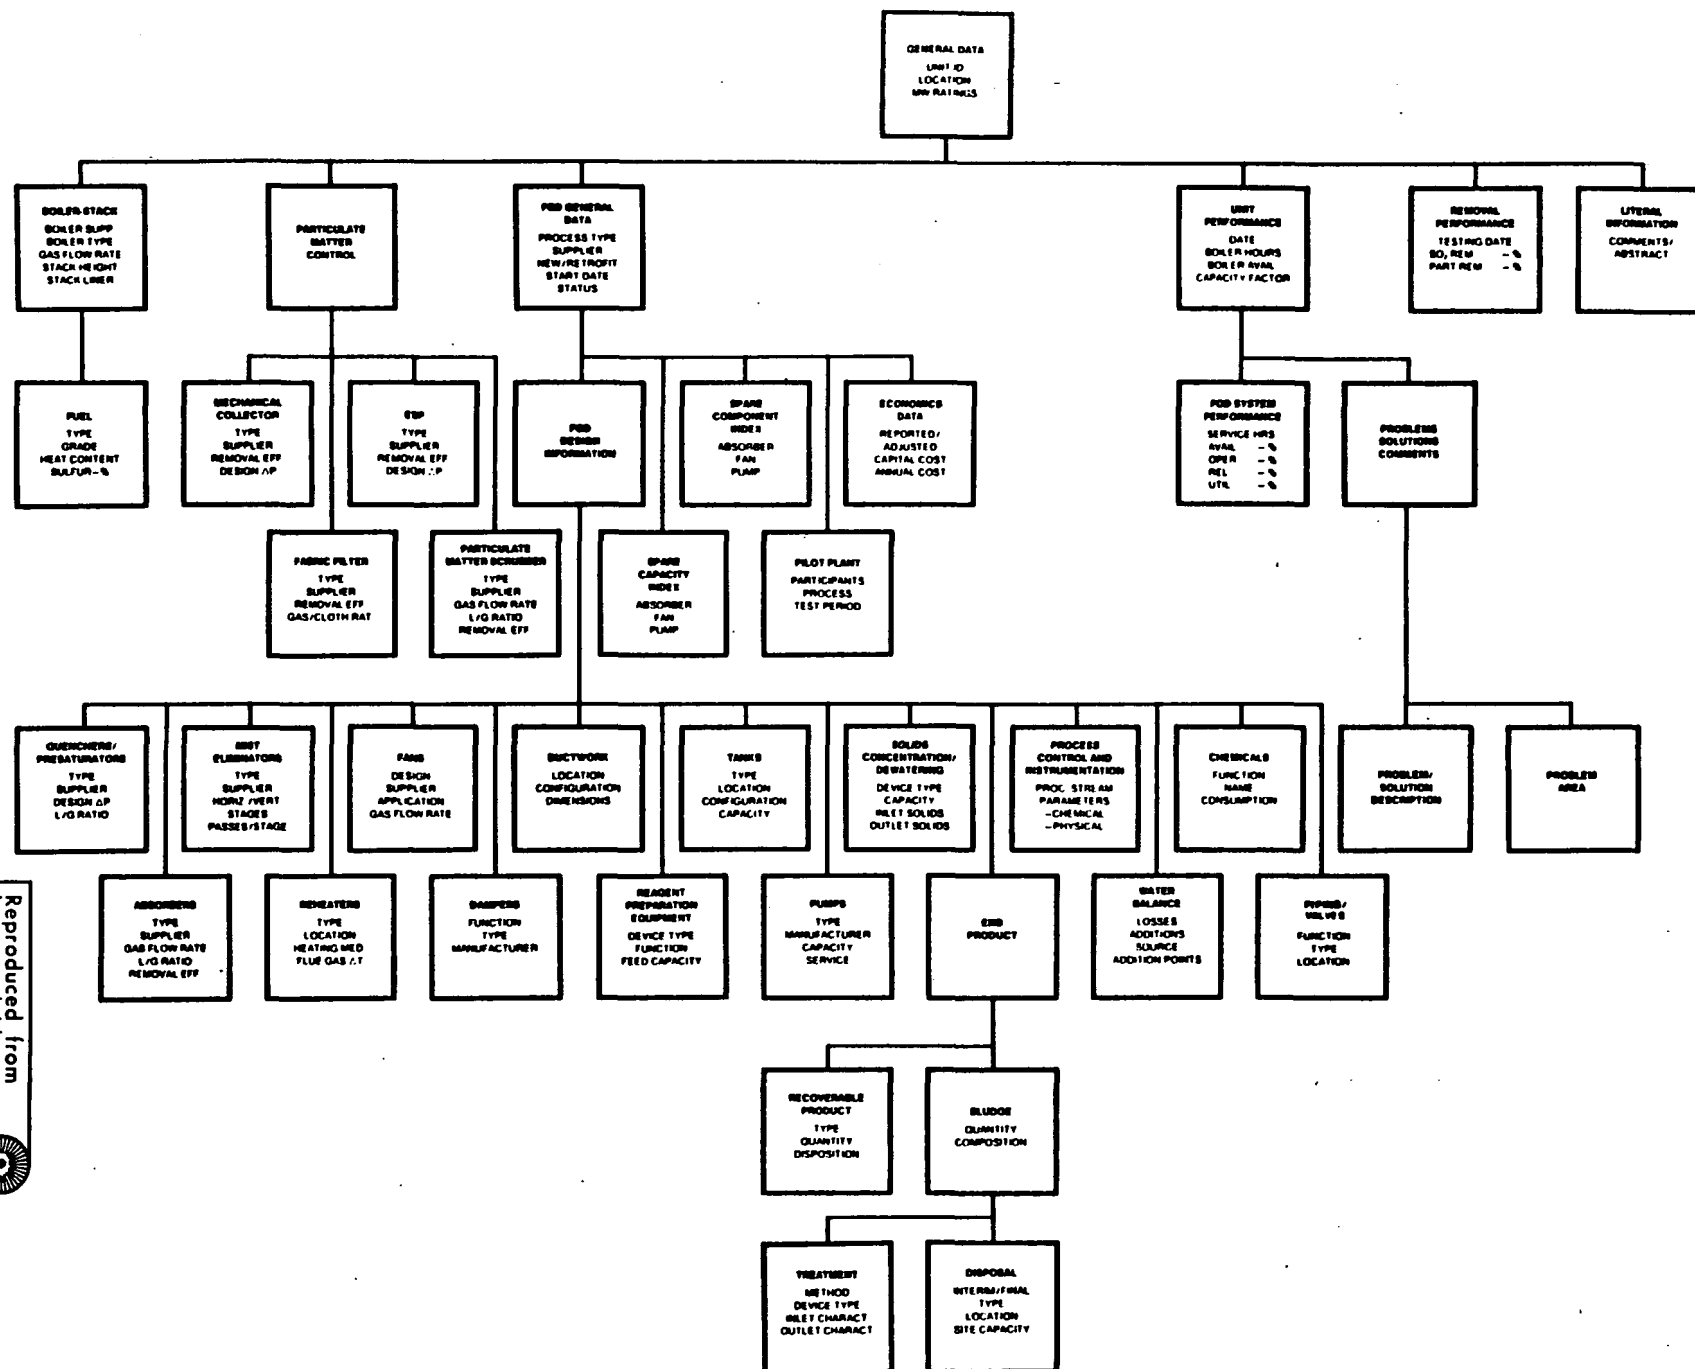 GENERAL DATA
UNIT ID
LOCATION
MW RATINGS
BOILER-STACK
BOILER SUPP
BOILER TYPE
GAS FLOW RATE
STACK HEIGHT
STACK LINER
PARTICULATE
MATTER
CONTROL
FGD GENERAL
DATA
PROCESS TYPE
SUPPLIER
NEW/RETROFIT
START DATE
STATUS
UNIT
PERFORMANCE
DATE
BOILER HOURS
BOILER AVAIL
CAPACITY FACTOR
REMOVAL
PERFORMANCE
TESTING DATE
SO₂ REM – %
PART REM – %
LITERAL
INFORMATION
COMMENTS/
ABSTRACT
FUEL
TYPE
GRADE
HEAT CONTENT
SULFUR–%
MECHANICAL
COLLECTOR
TYPE
SUPPLIER
REMOVAL EFF
DESIGN ΔP
ESP
TYPE
SUPPLIER
REMOVAL EFF
DESIGN ΔP
FGD
DESIGN
INFORMATION
SPARE
COMPONENT
INDEX
ABSORBER
FAN
PUMP
ECONOMICS
DATA
REPORTED/
ADJUSTED
CAPITAL COST
ANNUAL COST
FGD SYSTEM
PERFORMANCE
SERVICE HRS
AVAIL – %
OPER – %
REL – %
UTIL – %
PROBLEMS
SOLUTIONS
COMMENTS
FABRIC FILTER
TYPE
SUPPLIER
REMOVAL EFF
GAS/CLOTH RAT
PARTICULATE
MATTER SCRUBBER
TYPE
SUPPLIER
GAS FLOW RATE
L/G RATIO
REMOVAL EFF
SPARE
CAPACITY
INDEX
ABSORBER
FAN
PUMP
PILOT PLANT
PARTICIPANTS
PROCESS
TEST PERIOD
QUENCHERS/
PRESATURATORS
TYPE
SUPPLIER
DESIGN ΔP
L/G RATIO
MIST
ELIMINATORS
TYPE
SUPPLIER
HORIZ/VERT
STAGES
PASSES/STAGE
FANS
DESIGN
SUPPLIER
APPLICATION
GAS FLOW RATE
DUCTWORK
LOCATION
CONFIGURATION
DIMENSIONS
TANKS
TYPE
LOCATION
CONFIGURATION
CAPACITY
SOLIDS
CONCENTRATION/
DEWATERING
DEVICE TYPE
CAPACITY
INLET SOLIDS
OUTLET SOLIDS
PROCESS
CONTROL AND
INSTRUMENTATION
PROC. STREAM
PARAMETERS
–CHEMICAL
–PHYSICAL
CHEMICALS
FUNCTION
NAME
CONSUMPTION
PROBLEM/
SOLUTION
DESCRIPTION
PROBLEM
AREA
ABSORBERS
TYPE
SUPPLIER
GAS FLOW RATE
L/G RATIO
REMOVAL EFF
REHEATERS
TYPE
LOCATION
HEATING MED
FLUE GAS ΔT
DAMPERS
FUNCTION
TYPE
MANUFACTURER
REAGENT
PREPARATION
EQUIPMENT
DEVICE TYPE
FUNCTION
FEED CAPACITY
PUMPS
TYPE
MANUFACTURER
CAPACITY
SERVICE
END
PRODUCT
WATER
BALANCE
LOSSES
ADDITIONS
SOURCE
ADDITION POINTS
PIPING/
VALVES
FUNCTION
TYPE
LOCATION
RECOVERABLE
PRODUCT
TYPE
QUANTITY
DISPOSITION
SLUDGE
QUANTITY
COMPOSITION
TREATMENT
METHOD
DEVICE TYPE
INLET CHARACT
OUTLET CHARACT
DISPOSAL
INTERIM/FINAL
TYPE
LOCATION
SITE CAPACITY
Reproduced from